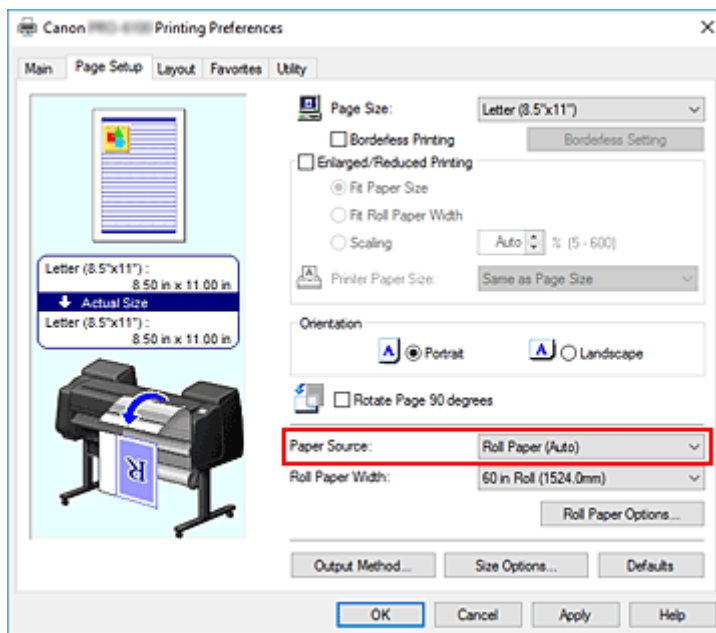 Canon Printing Preferences
Main Page Setup Layout Favorites Utility
Page Size: Letter (8.5"x11")
Borderless Printing Borderless Setting
Enlarged/Reduced Printing
Fit Paper Size
Fit Roll Paper Width
Scaling Auto % (5 - 600)
Printer Paper Size: Same as Page Size
Letter (8.5"x11") :
8.50 in x 11.00 in
Actual Size
Letter (8.5"x11") :
8.50 in x 11.00 in
Orientation
A Portrait A Landscape
Rotate Page 90 degrees
Paper Source: Roll Paper (Auto)
Roll Paper Width: 60 in Roll (1524.0mm)
R
Roll Paper Options...
Output Method... Size Options... Defaults
OK Cancel Apply Help